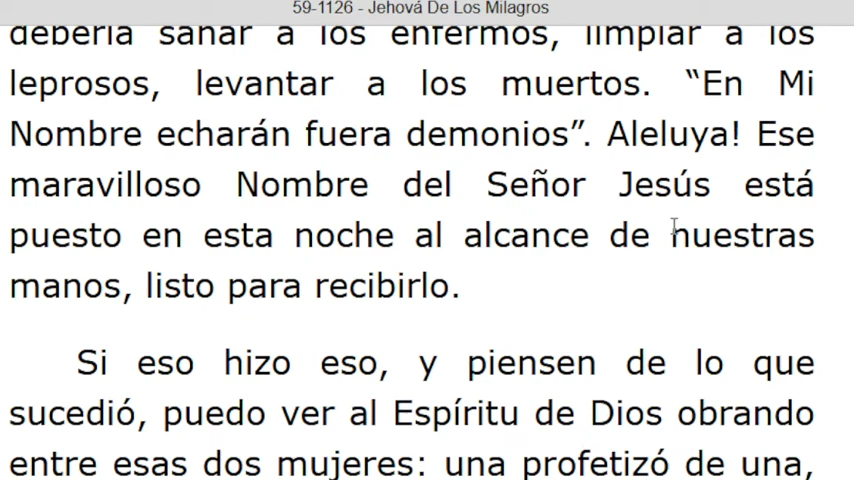 59-1126 - Jehová De Los Milagros
debería sanar a los enfermos, limpiar a los
leprosos, levantar a los muertos. “En Mi
Nombre echarán fuera demonios”. Aleluya! Ese
maravilloso Nombre del Señor Jesús está
puesto en esta noche al alcance de nuestras
manos, listo para recibirlo.
Si eso hizo eso, y piensen de lo que
sucedió, puedo ver al Espíritu de Dios obrando
entre esas dos mujeres: una profetizó de una,